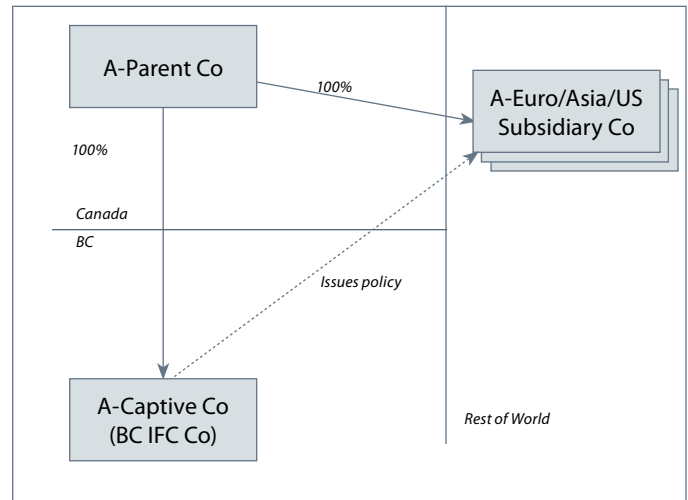 A-Parent Co
100%
A-Euro/Asia/US
Subsidiary Co
100%
Canada
BC
Issues policy
A-Captive Co
(BC IFC Co)
Rest of World